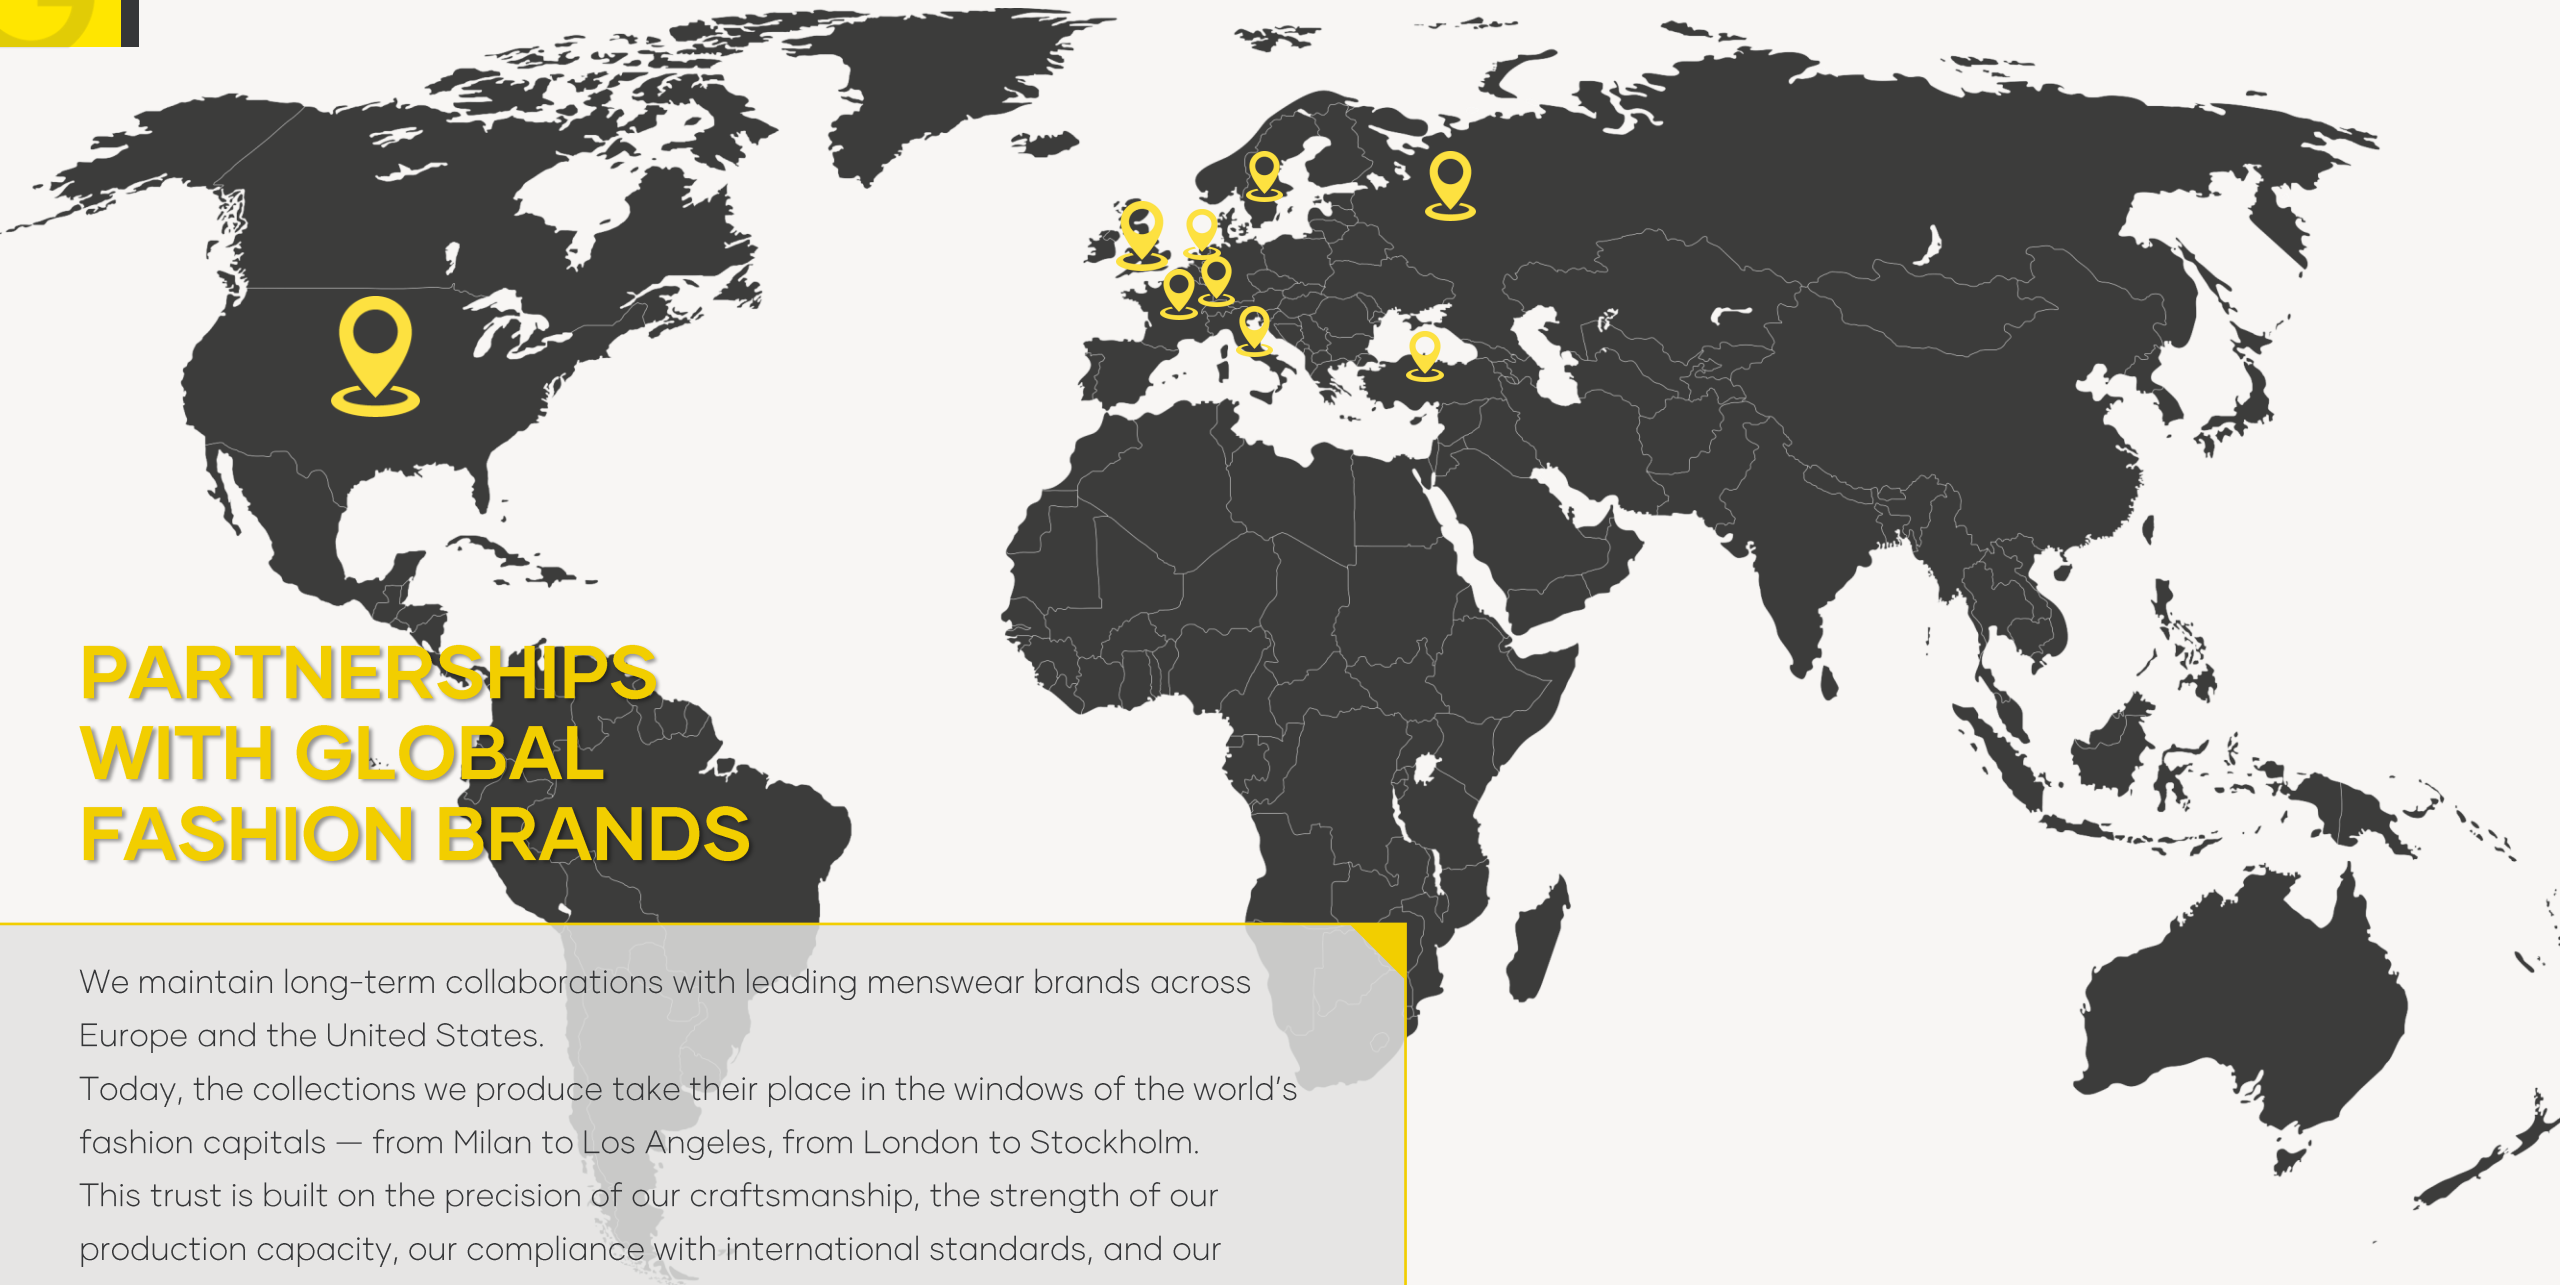 PARTNERSHIPS
WITH GLOBAL
FASHION BRANDS
We maintain long-term collaborations with leading menswear brands across
Europe and the United States.
Today, the collections we produce take their place in the windows of the world's
fashion capitals — from Milan to Los Angeles, from London to Stockholm.
This trust is built on the precision of our craftsmanship, the strength of our
production capacity, our compliance with international standards, and our